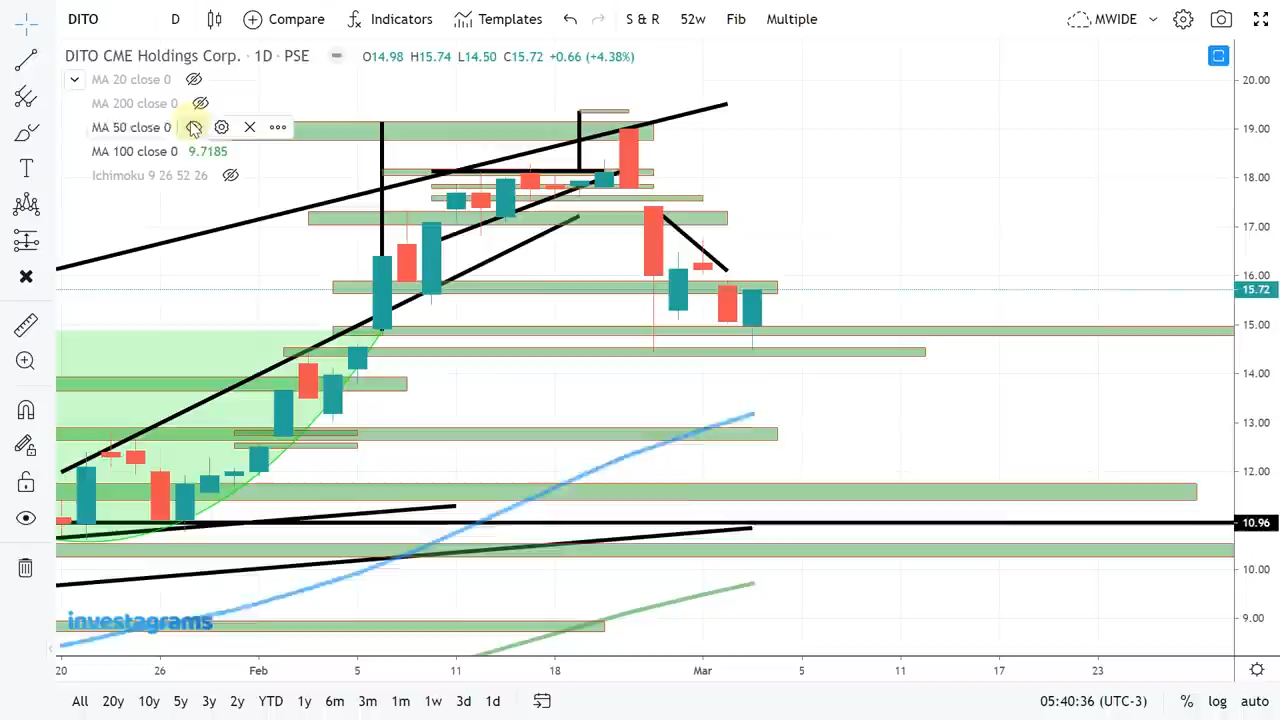 DITO D Compare Indicators Templates S & R 52w Fib Multiple MWIDE
DITO CME Holdings Corp. · 1D · PSE O14.98 H15.74 L14.50 C15.72 +0.66 (+4.38%)
MA 20 close 0
MA 200 close 0
MA 50 close 0
MA 100 close 0 9.7185
Ichimoku 9 26 52 26
20.00
19.00
18.00
17.00
16.00
15.72
15.00
14.00
13.00
12.00
10.96
10.00
9.00
investagrams
20 26 Feb 5 11 18 Mar 5 11 17 23
All 20y 10y 5y 3y 2y YTD 1y 6m 3m 1m 1w 3d 1d 05:40:36 (UTC-3) % log auto